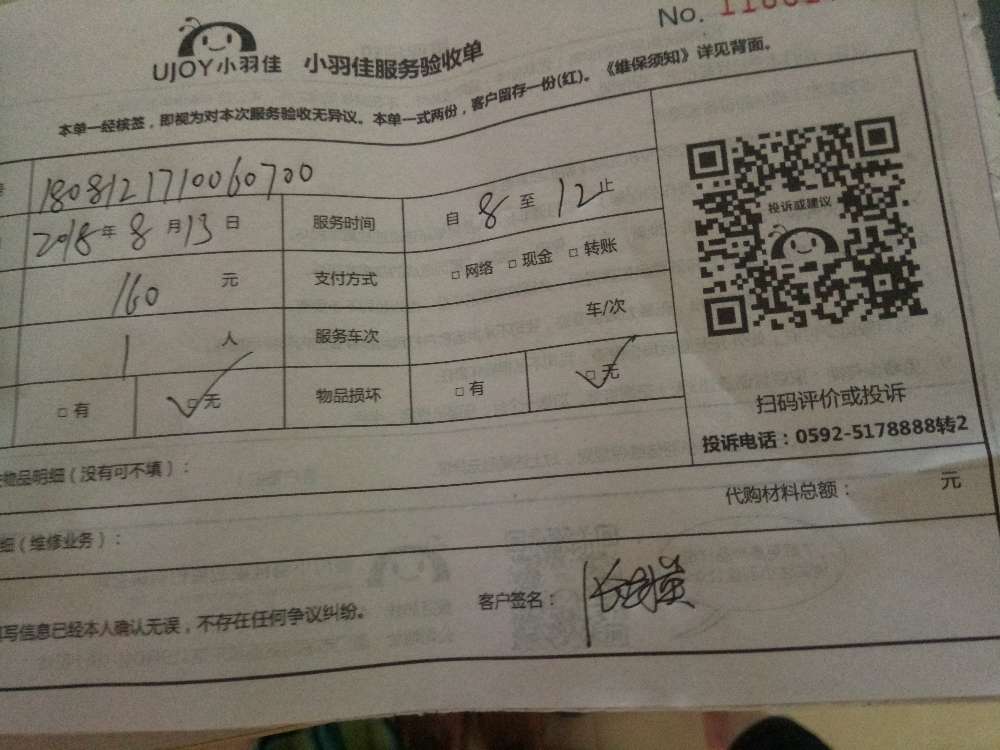 No.
UJOY小羽佳 小羽佳服务验收单
本单一经核签，即视为对本次服务验收无异议。本单一式两份，客户留存一份(红)。《维保须知》详见背面。
1808121710060700
2018年8月13日 服务时间 自 8 至 12 止
160 元 支付方式 □网络 □现金 □转账
1 人 服务车次 车/次
□有 □无 物品损坏 □有 □无
投诉或建议
扫码评价或投诉
投诉电话：0592-5178888转2
物品明细（没有可不填）：
代购材料总额： 元
细（维修业务）：
写信息已经本人确认无误，不存在任何争议纠纷。 客户签名：